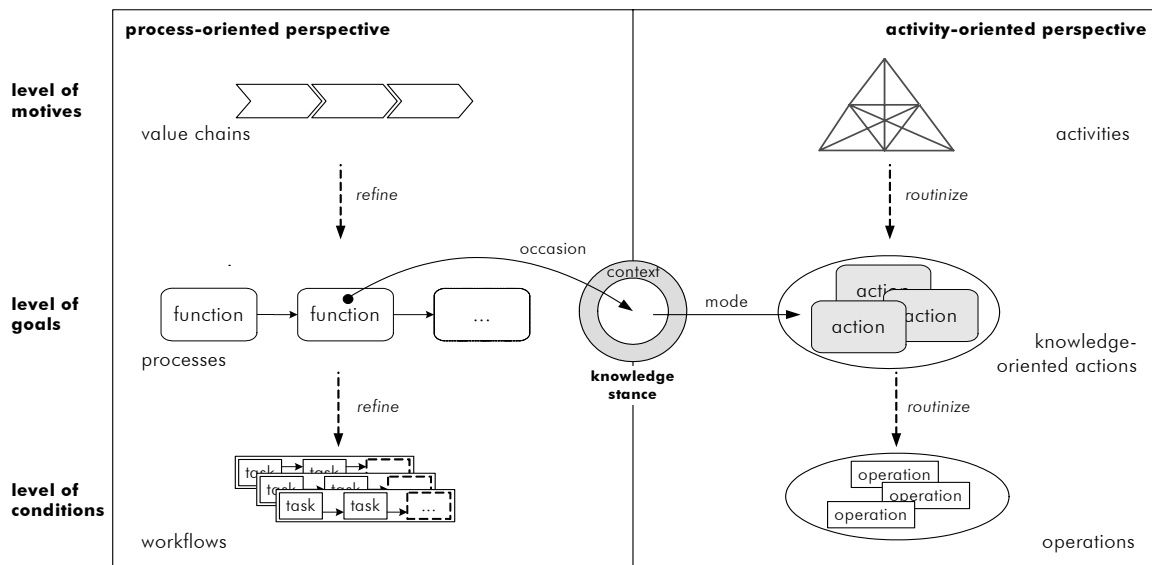 process-oriented perspective
activity-oriented perspective
level of
motives
value chains
activities
refine
routinize
occasion
context
level of
goals
function
function
...
mode
action
action
action
processes
knowledge
stance
knowledge-
oriented actions
refine
routinize
level of
conditions
task
task
task
task
...
operation
operation
operation
workflows
operations